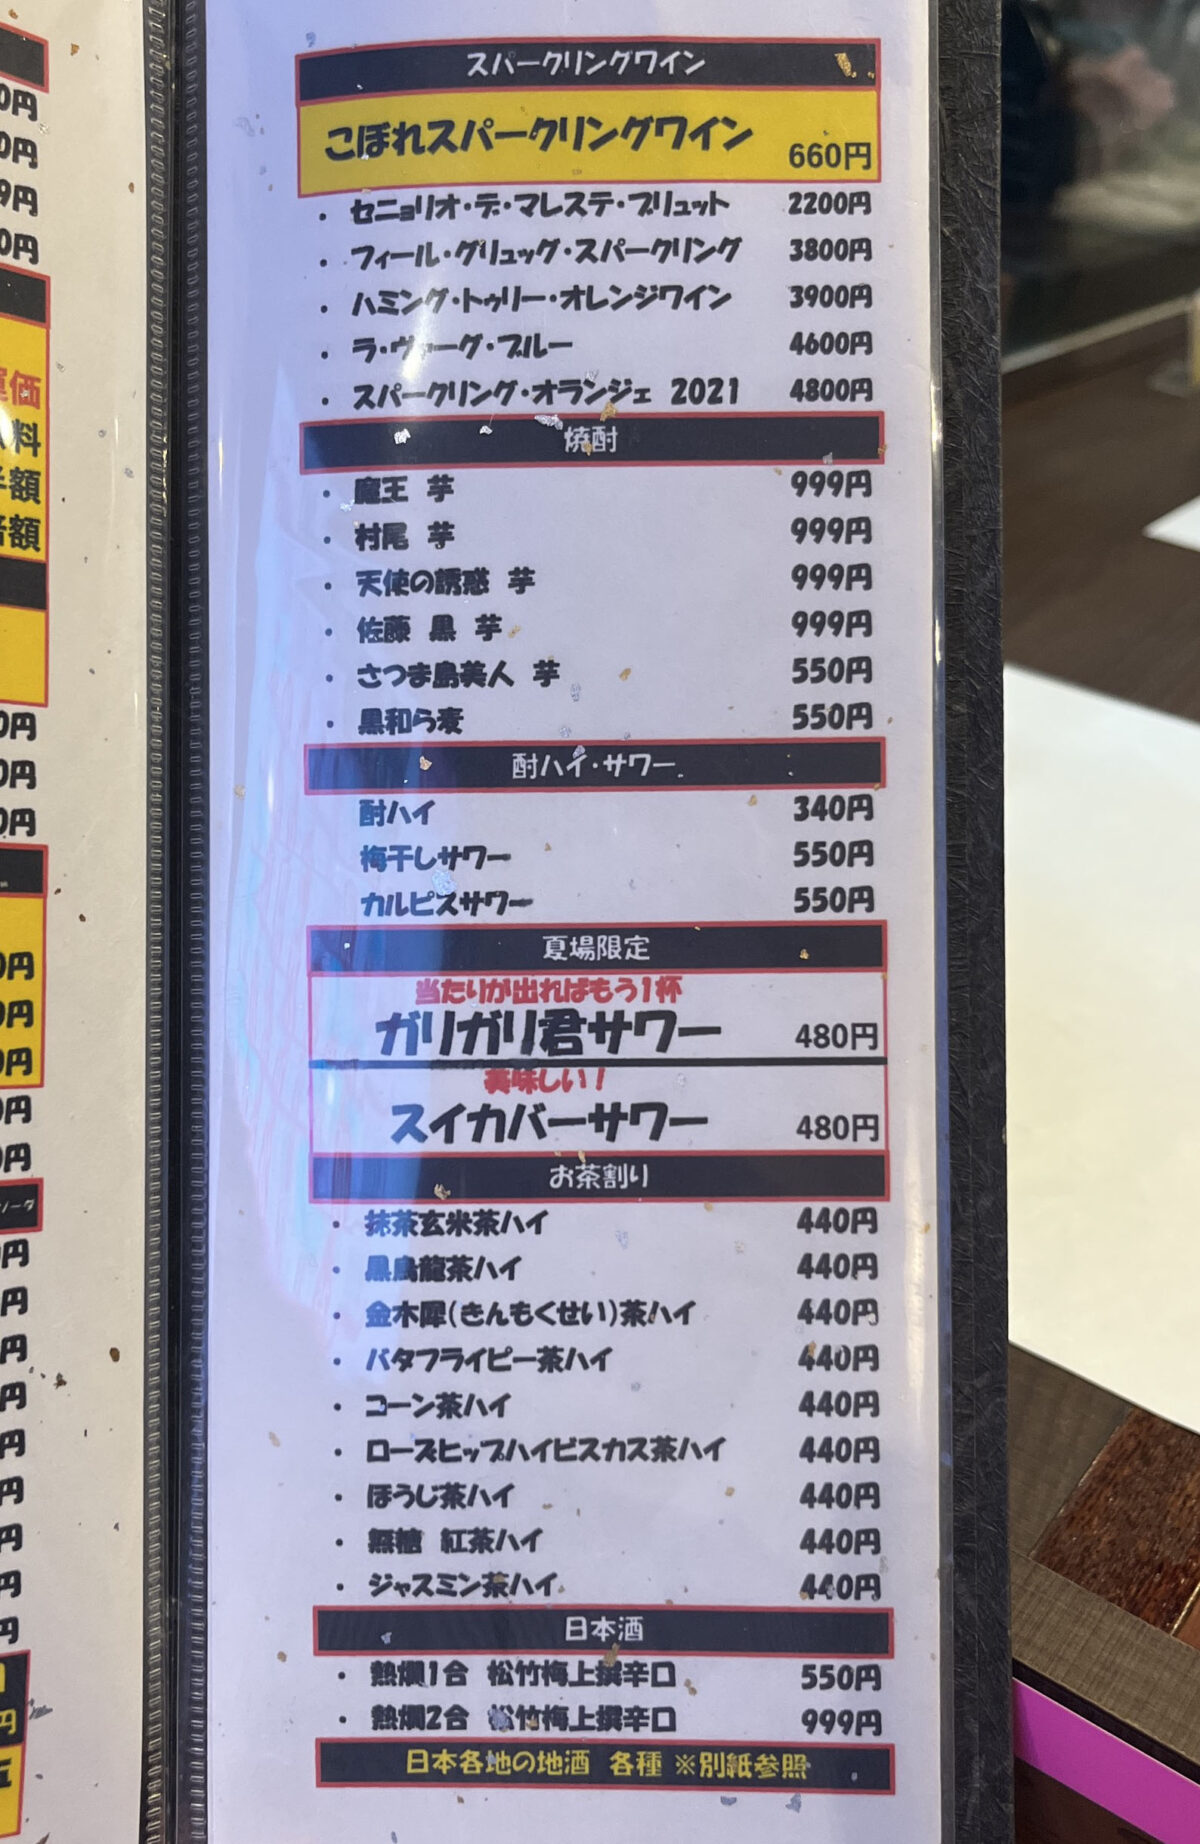 スパークリングワイン
こぼれスパークリングワイン 660円
・ セニョリオ・デ・マレステ・ブリュット 2200円
・ フィール・グリュッグ・スパークリング 3800円
・ ハミング・トゥリー・オレンジワイン 3900円
・ ラ・ヴァーグ・ブルー 4600円
・ スパークリング・オランジェ 2021 4800円
焼酎
・ 魔王 芋 999円
・ 村尾 芋 999円
・ 天使の誘惑 芋 999円
・ 佐藤 黒 芋 999円
・ さつま島美人 芋 550円
・ 黒和ら麦 550円
酎ハイ・サワー
酎ハイ 340円
梅干しサワー 550円
カルピスサワー 550円
夏場限定
当たりが出ればもう1杯
ガリガリ君サワー 480円
美味しい！
スイカバーサワー 480円
お茶割り
・ 抹茶玄米茶ハイ 440円
・ 黒烏龍茶ハイ 440円
・ 金木犀(きんもくせい)茶ハイ 440円
・ バタフライピー茶ハイ 440円
・ コーン茶ハイ 440円
・ ローズヒップハイビスカス茶ハイ 440円
・ ほうじ茶ハイ 440円
・ 無糖 紅茶ハイ 440円
・ ジャスミン茶ハイ 440円
日本酒
・ 熱燗1合 松竹梅上撰辛口 550円
・ 熱燗2合 松竹梅上撰辛口 999円
日本各地の地酒 各種 ※別紙参照